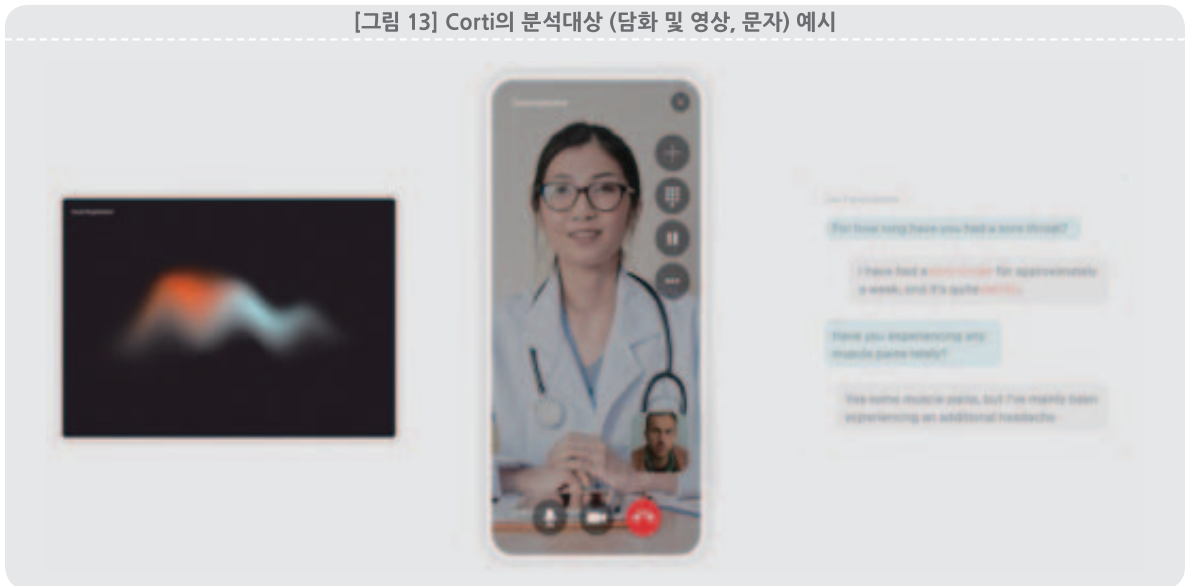 [그림 13] Corti의 분석대상 (담화 및 영상, 문자) 예시
For how long have you had a sore throat?
I have had a for approximately
a week, and it's quite
Have you experiencing any
muscle pains lately?
Yes some muscle pains, but I've mainly been
experiencing an additional headache